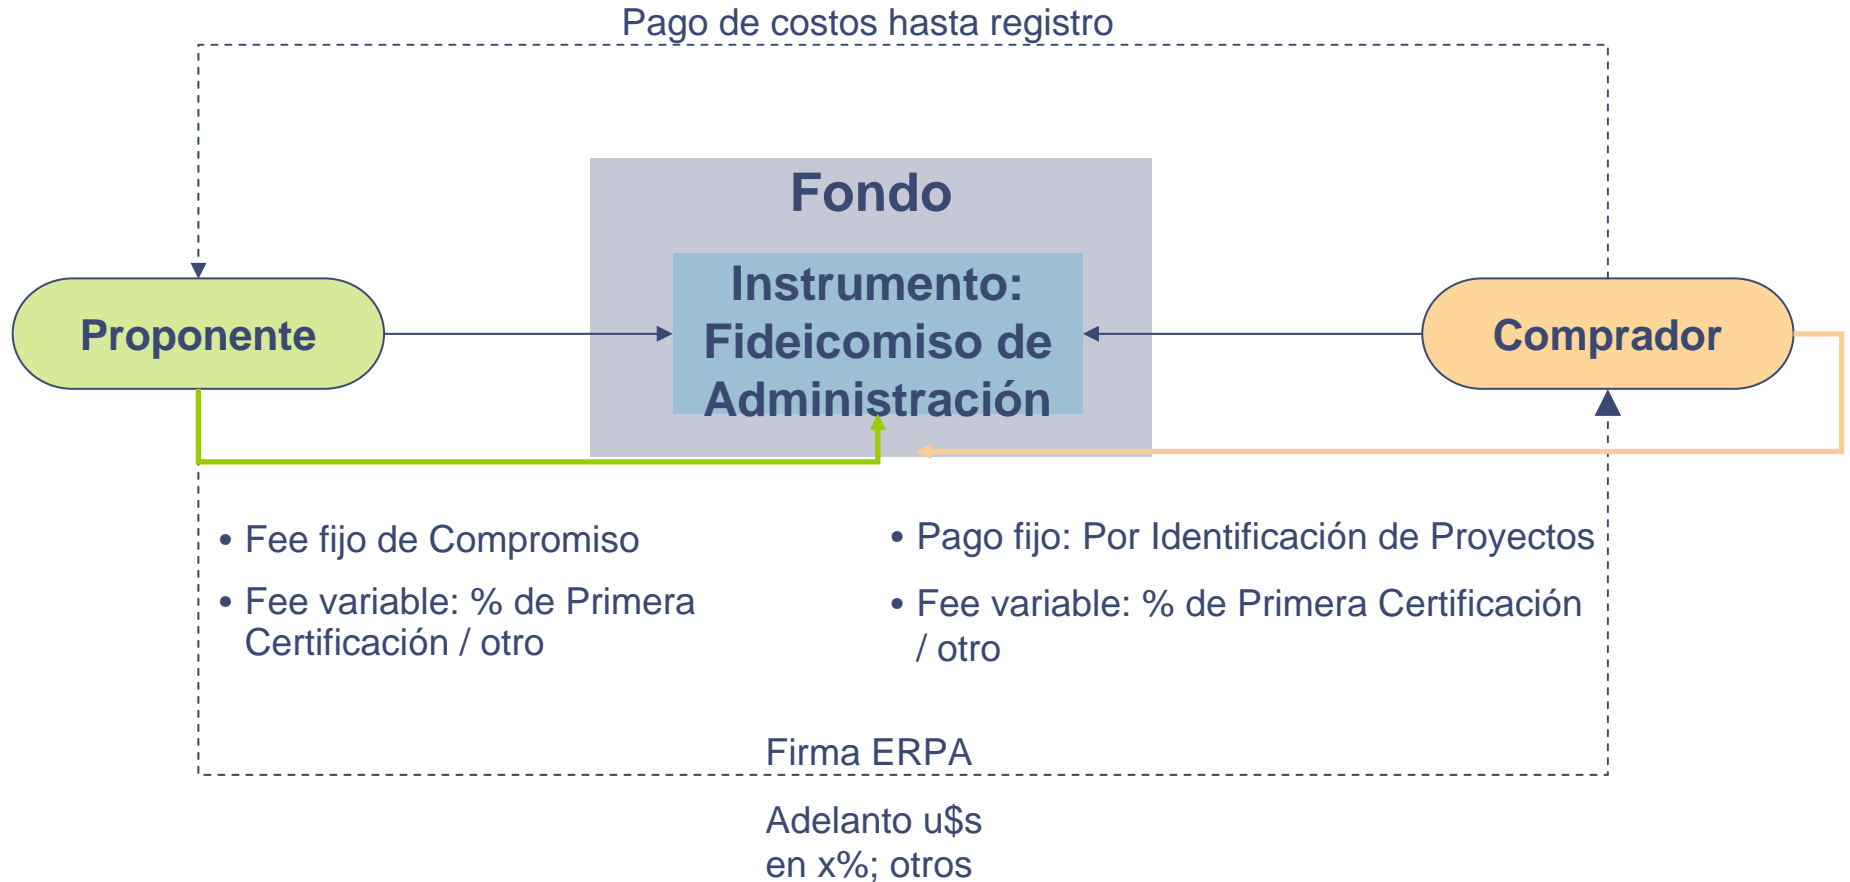 Pago de costos hasta registro
Fondo
Instrumento:
Fideicomiso de
Administración
Proponente
Comprador
• Fee fijo de Compromiso
• Fee variable: % de Primera
Certificación / otro
• Pago fijo: Por Identificación de Proyectos
• Fee variable: % de Primera Certificación
/ otro
Firma ERPA
Adelanto u$s
en x%; otros